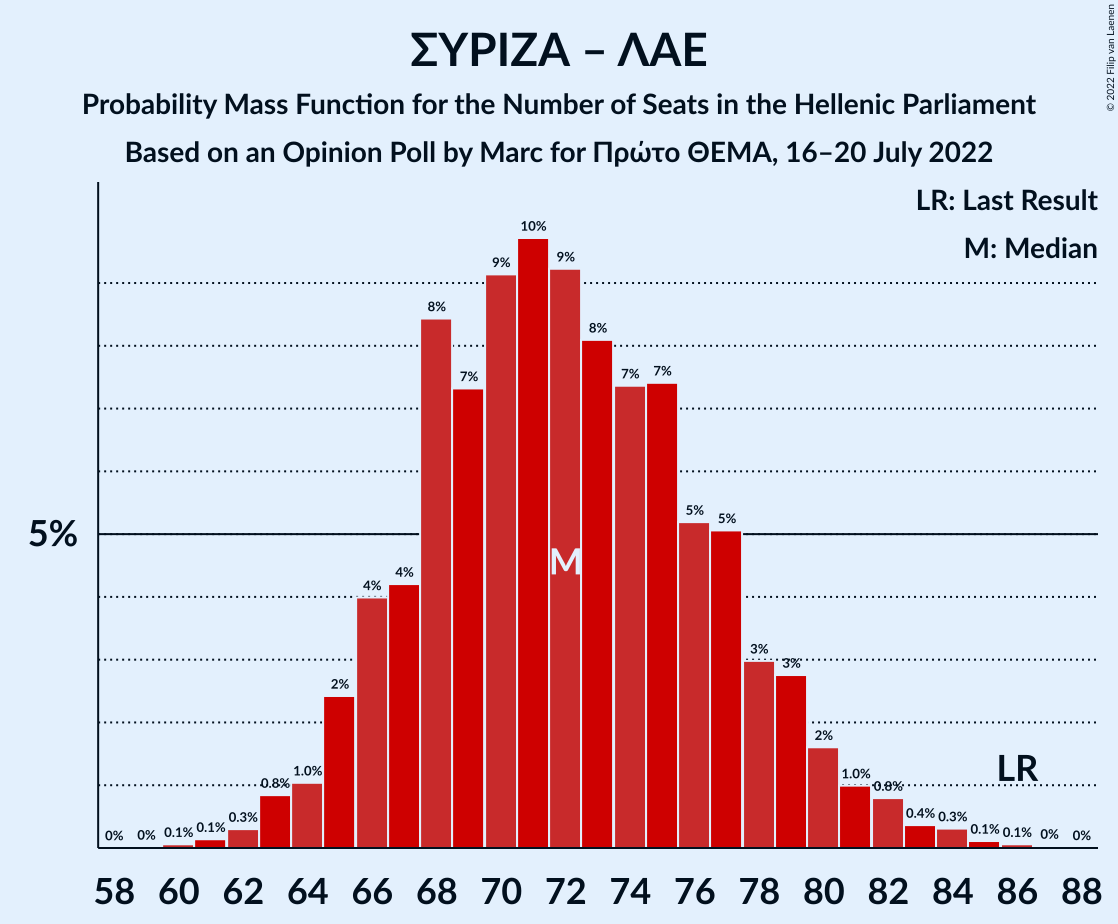 ΣΥΡΙΖΑ – ΛΑΕ
Probability Mass Function for the Number of Seats in the Hellenic Parliament
Based on an Opinion Poll by Marc for Πρώτο ΘΕΜΑ, 16–20 July 2022
© 2022 Filip van Laenen
LR: Last Result
M: Median
5%
0% 0% 0.1% 0.1% 0.3% 0.8% 1.0% 2% 4% 4% 8% 7% 9% 10% 9% 8% 7% 7% 5% 5% 3% 3% 2% 1.0% 0.8% 0.4% 0.3% 0.1% 0.1% 0% 0%
M
LR
58 60 62 64 66 68 70 72 74 76 78 80 82 84 86 88